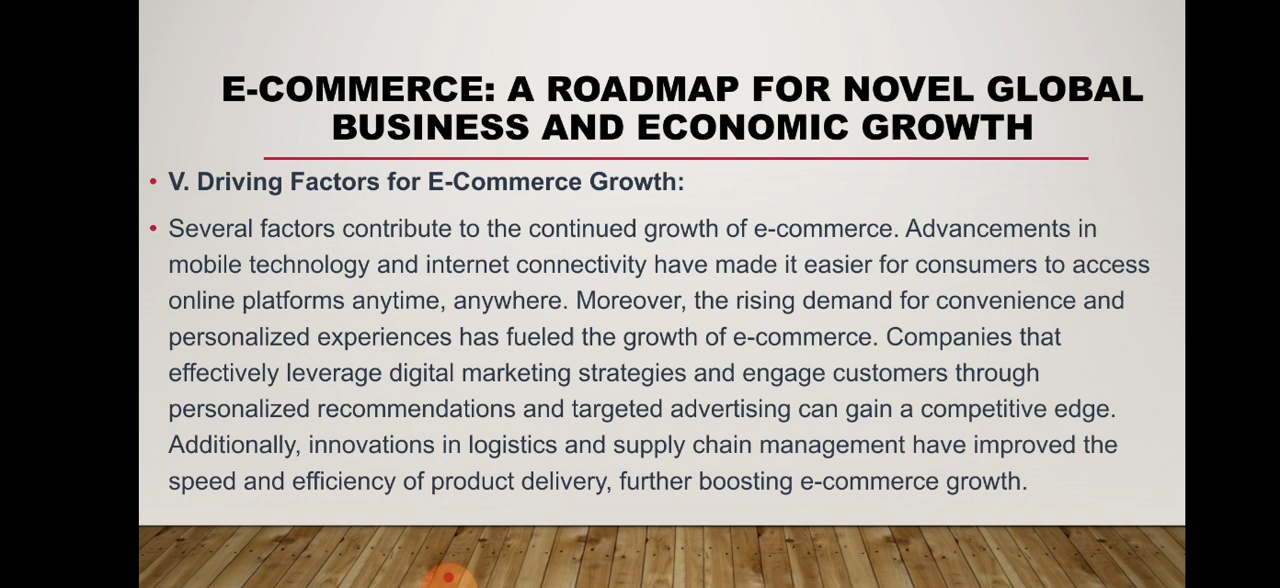 E-COMMERCE: A ROADMAP FOR NOVEL GLOBAL
BUSINESS AND ECONOMIC GROWTH
• V. Driving Factors for E-Commerce Growth:
• Several factors contribute to the continued growth of e-commerce. Advancements in
mobile technology and internet connectivity have made it easier for consumers to access
online platforms anytime, anywhere. Moreover, the rising demand for convenience and
personalized experiences has fueled the growth of e-commerce. Companies that
effectively leverage digital marketing strategies and engage customers through
personalized recommendations and targeted advertising can gain a competitive edge.
Additionally, innovations in logistics and supply chain management have improved the
speed and efficiency of product delivery, further boosting e-commerce growth.